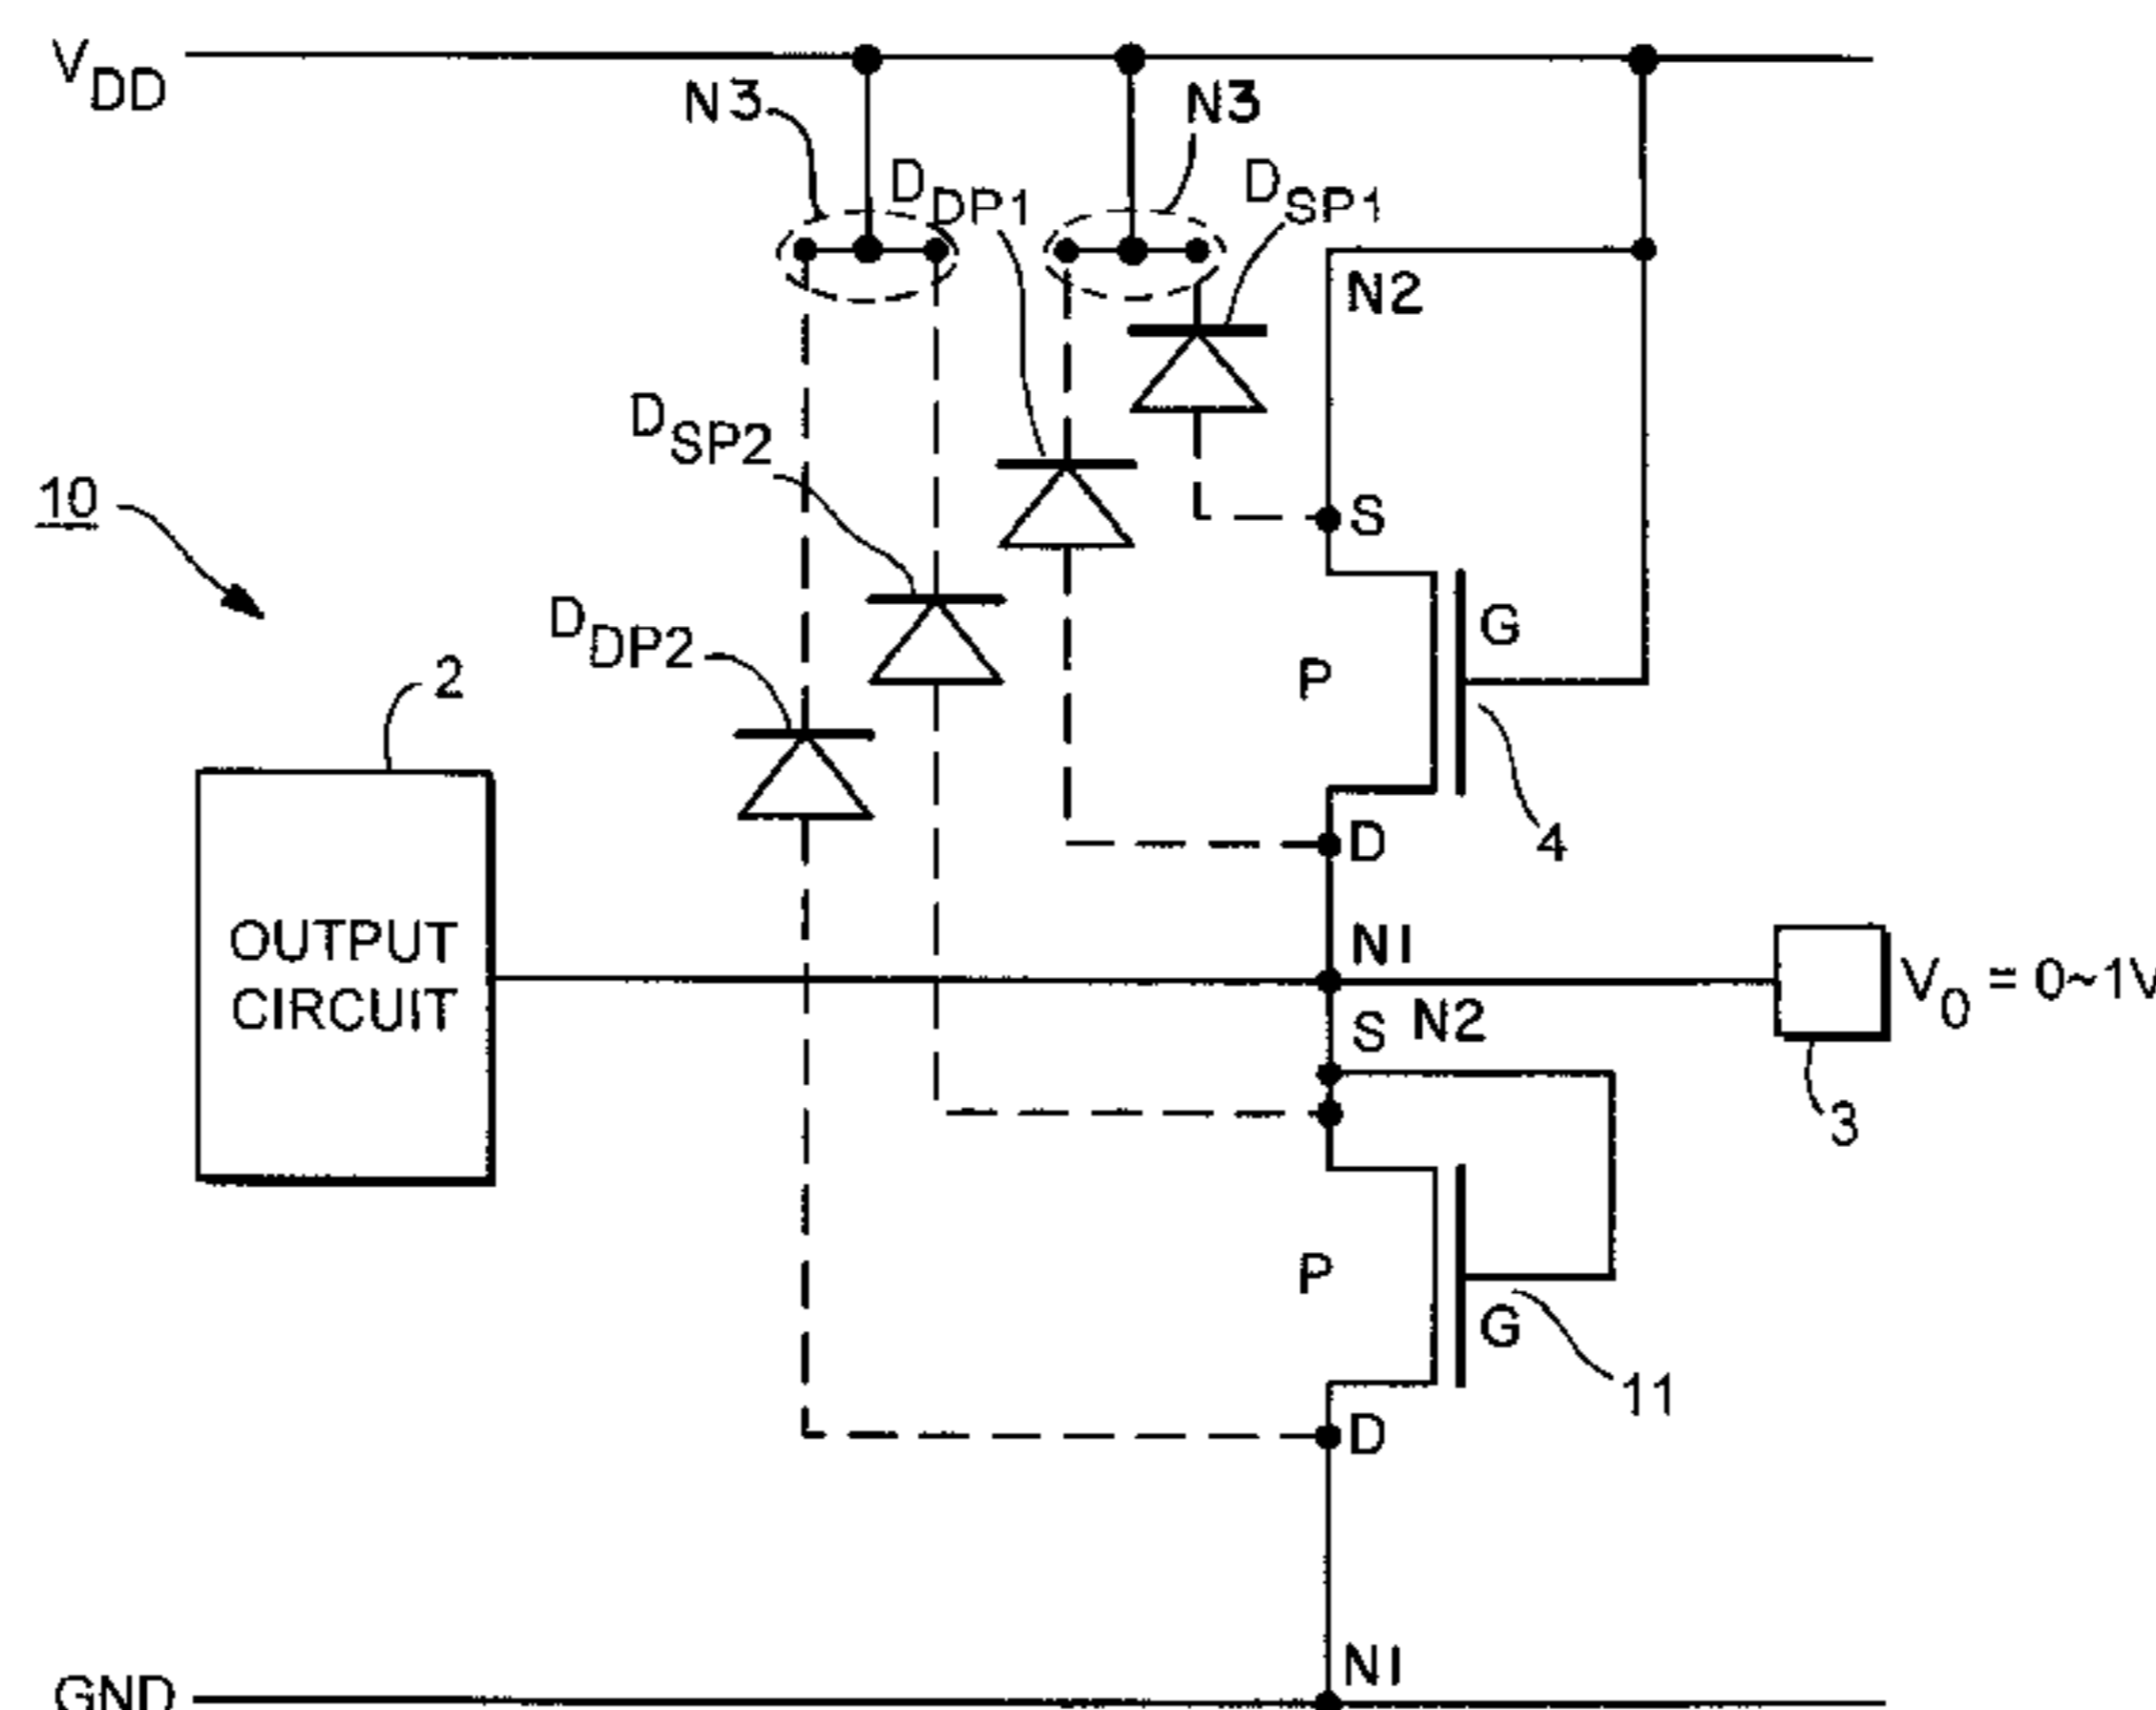 VDD
N3
N3
DDP1
DSP1
N2
DSP2
S
10
G
DDP2
P
2
4
D
OUTPUT
CIRCUIT
N1
VO = 0~1V
S
N2
3
P
G
11
D
N1
GND